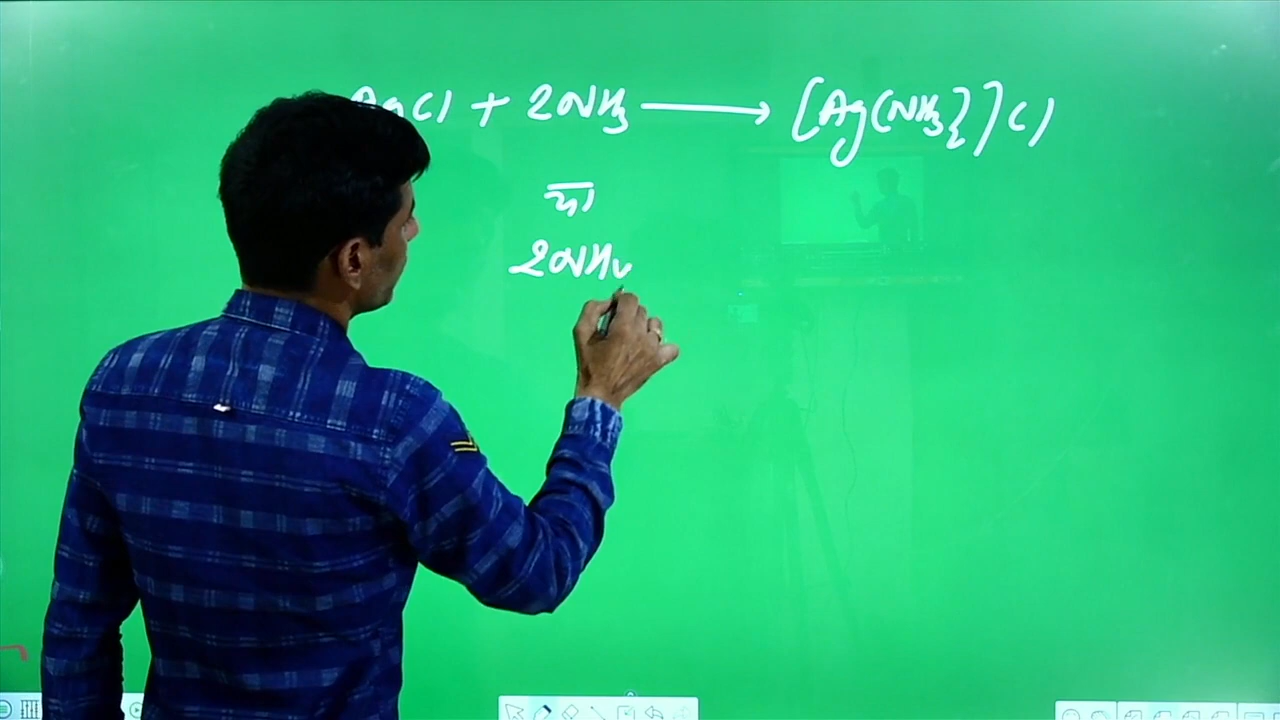 AgCl + 2NH₃ ⟶ [Ag(NH₃)₂]Cl
या
2NH₄